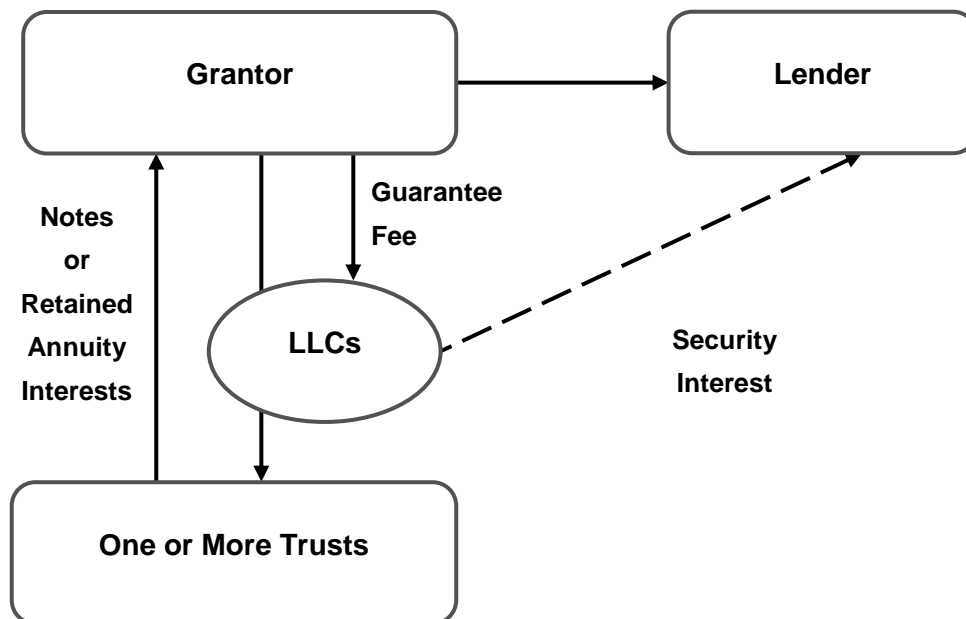 Grantor
Lender
Guarantee
Fee
Notes
or
Retained
Annuity
Interests
LLCs
Security
Interest
One or More Trusts